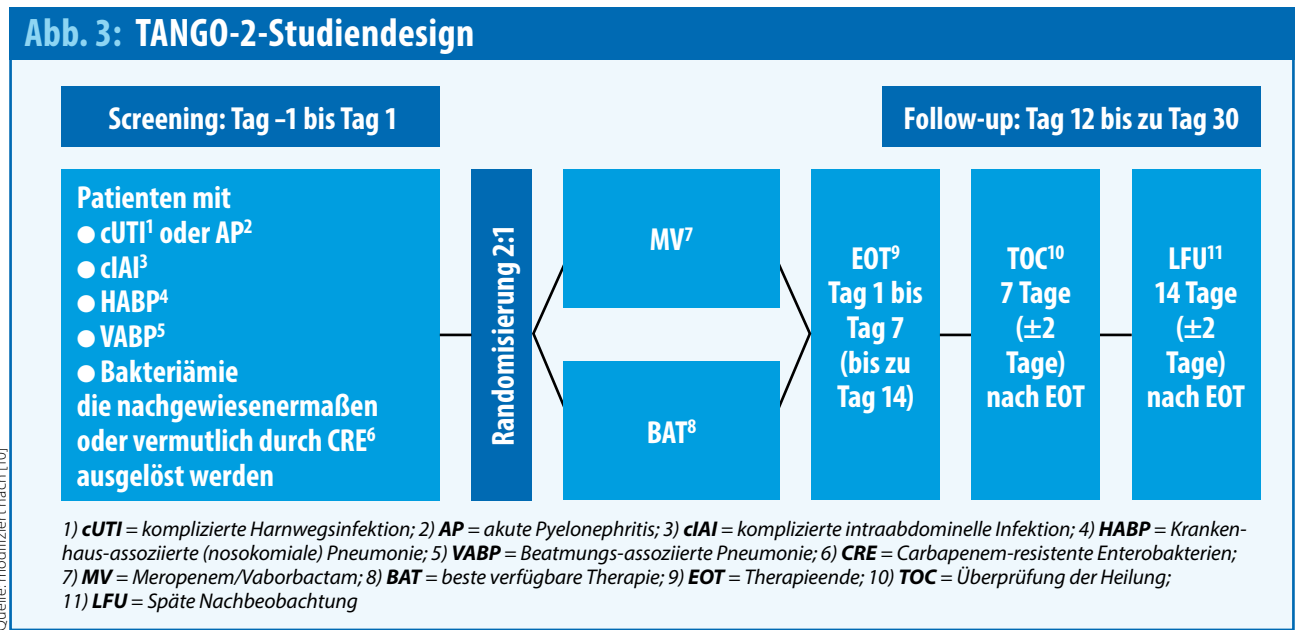 Abb. 3: TANGO-2-Studiendesign
Screening: Tag –1 bis Tag 1
Follow-up: Tag 12 bis zu Tag 30
Patienten mit
● cUTI¹ oder AP²
● cIAI³
● HABP⁴
● VABP⁵
● Bakteriämie
die nachgewiesenermaßen
oder vermutlich durch CRE⁶
ausgelöst werden
Randomisierung 2:1
MV⁷
BAT⁸
EOT⁹
Tag 1 bis
Tag 7
(bis zu
Tag 14)
TOC¹⁰
7 Tage
(±2
Tage)
nach EOT
LFU¹¹
14 Tage
(±2
Tage)
nach EOT
1) cUTI = komplizierte Harnwegsinfektion; 2) AP = akute Pyelonephritis; 3) cIAI = komplizierte intraabdominelle Infektion; 4) HABP = Kranken-
haus-assoziierte (nosokomiale) Pneumonie; 5) VABP = Beatmungs-assoziierte Pneumonie; 6) CRE = Carbapenem-resistente Enterobakterien;
7) MV = Meropenem/Vaborbactam; 8) BAT = beste verfügbare Therapie; 9) EOT = Therapieende; 10) TOC = Überprüfung der Heilung;
11) LFU = Späte Nachbeobachtung
Quelle: modifiziert nach [10]